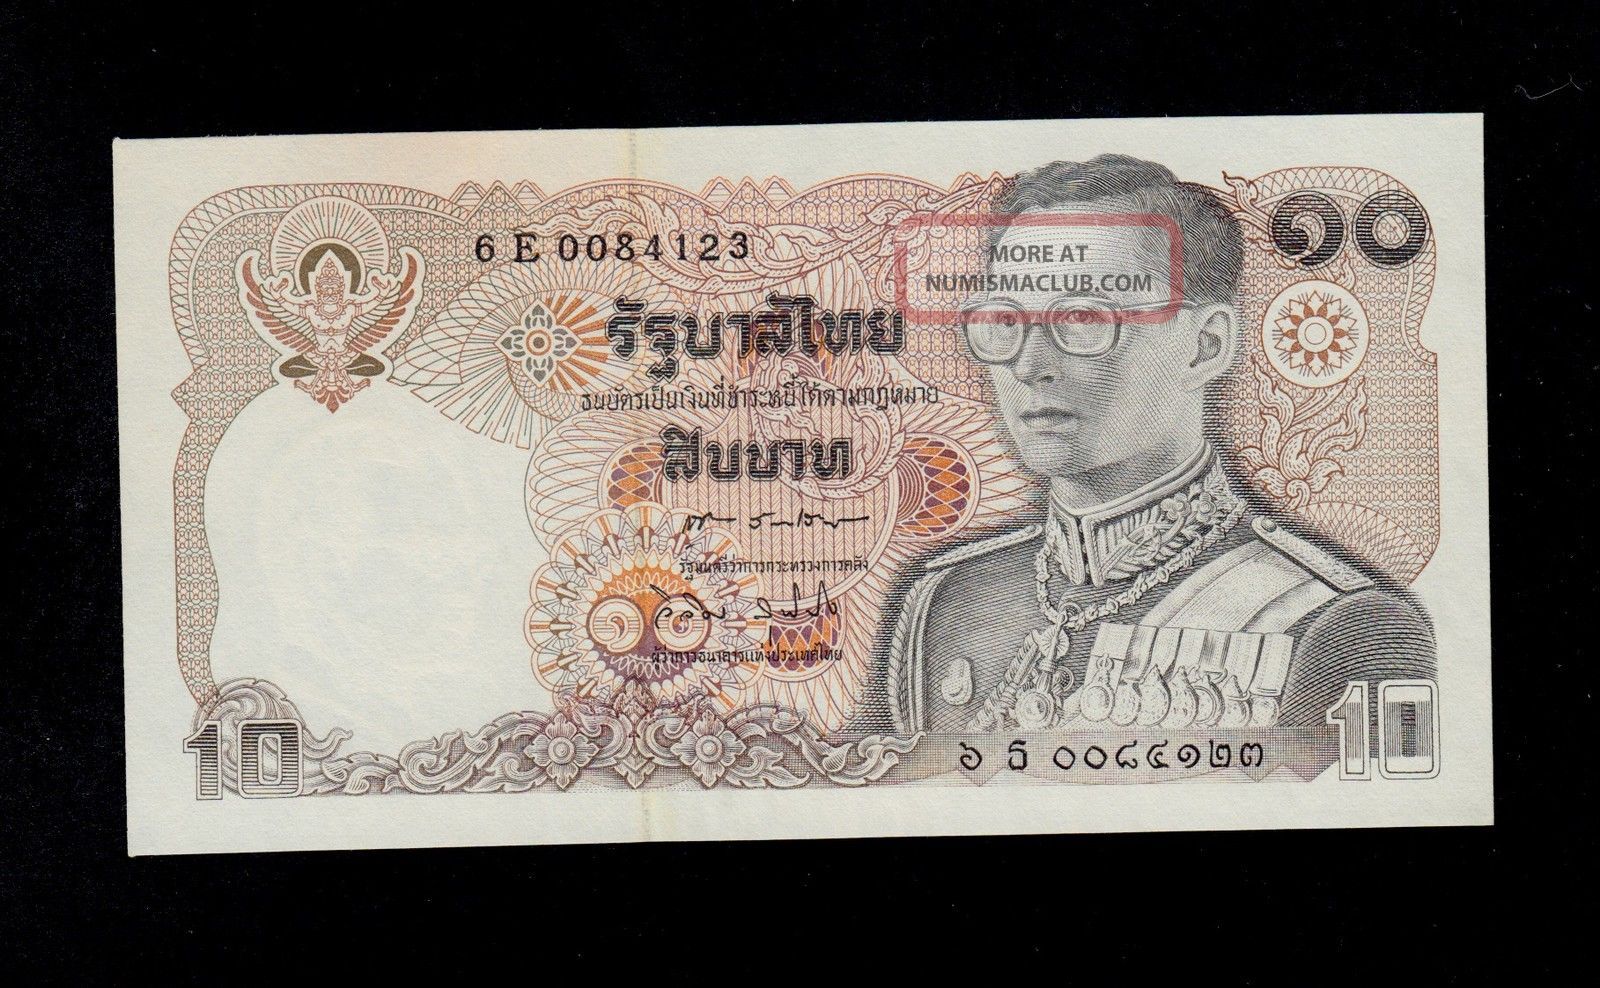 ๑๐
6 E 0084123
MORE AT
NUMISMACLUB.COM
รัฐบาลไทย
ธนบัตรเป็นเงินที่ชำระหนี้ได้ตามกฎหมาย
สิบบาท
รัฐมนตรีว่าการกระทรวงการคลัง
๑๐
ผู้ว่าการธนาคารแห่งประเทศไทย
10
๖ ธ ๐๐๘๔๑๒๓
10